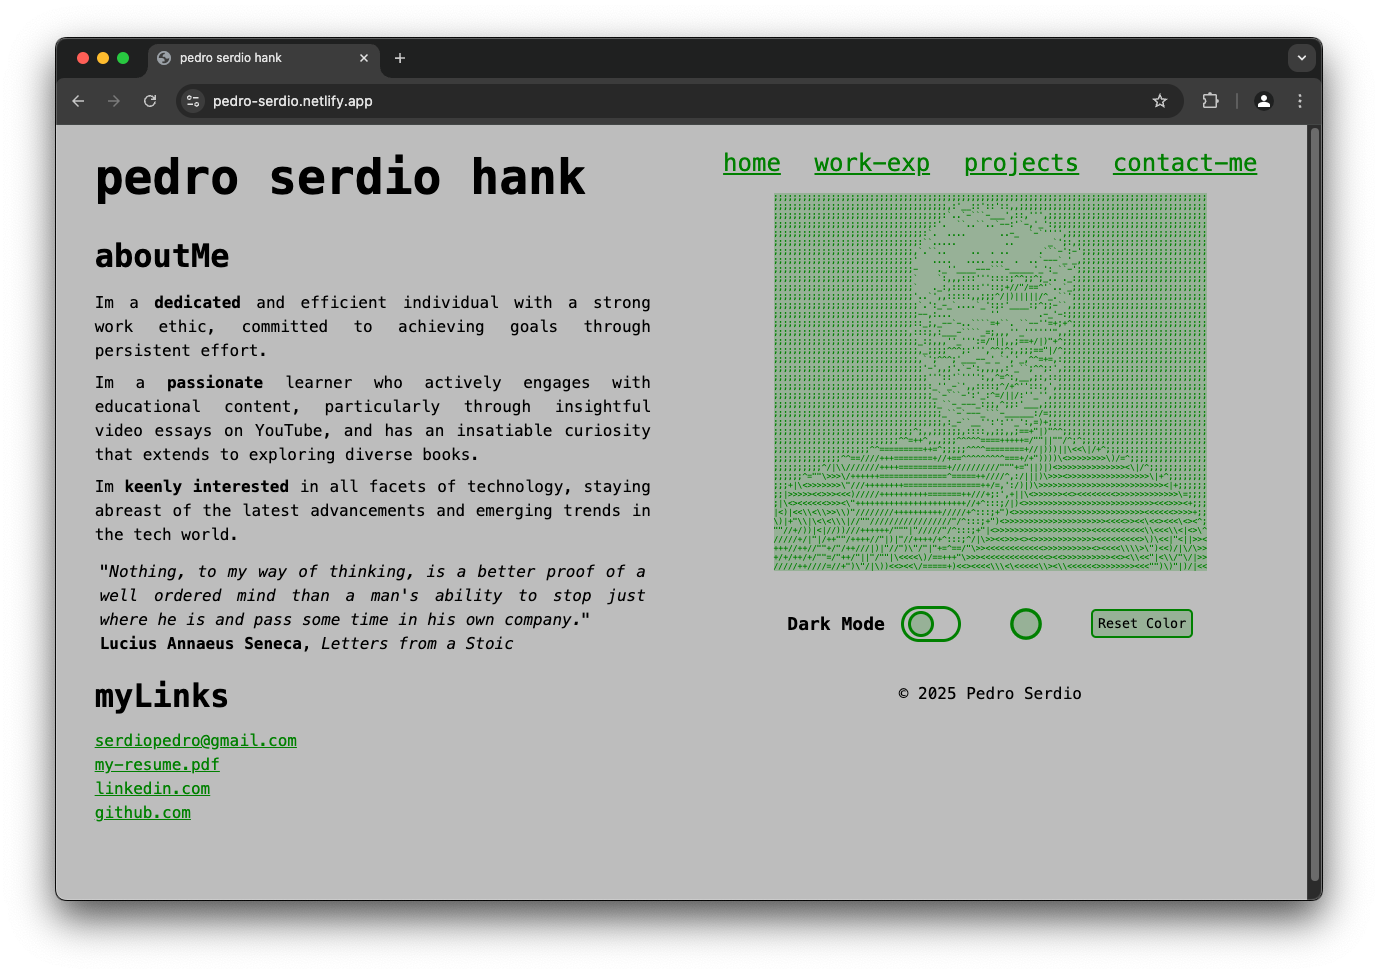 pedro serdio hank
pedro-serdio.netlify.app
pedro serdio hank
home work-exp projects contact-me
aboutMe
Im a dedicated and efficient individual with a strong
work ethic, committed to achieving goals through
persistent effort.
Im a passionate learner who actively engages with
educational content, particularly through insightful
video essays on YouTube, and has an insatiable curiosity
that extends to exploring diverse books.
Im keenly interested in all facets of technology, staying
abreast of the latest advancements and emerging trends in
the tech world.
"Nothing, to my way of thinking, is a better proof of a
well ordered mind than a man's ability to stop just
where he is and pass some time in his own company."
Lucius Annaeus Seneca, Letters from a Stoic
myLinks
serdiopedro@gmail.com
my-resume.pdf
linkedin.com
github.com
Dark Mode
Reset Color
© 2025 Pedro Serdio